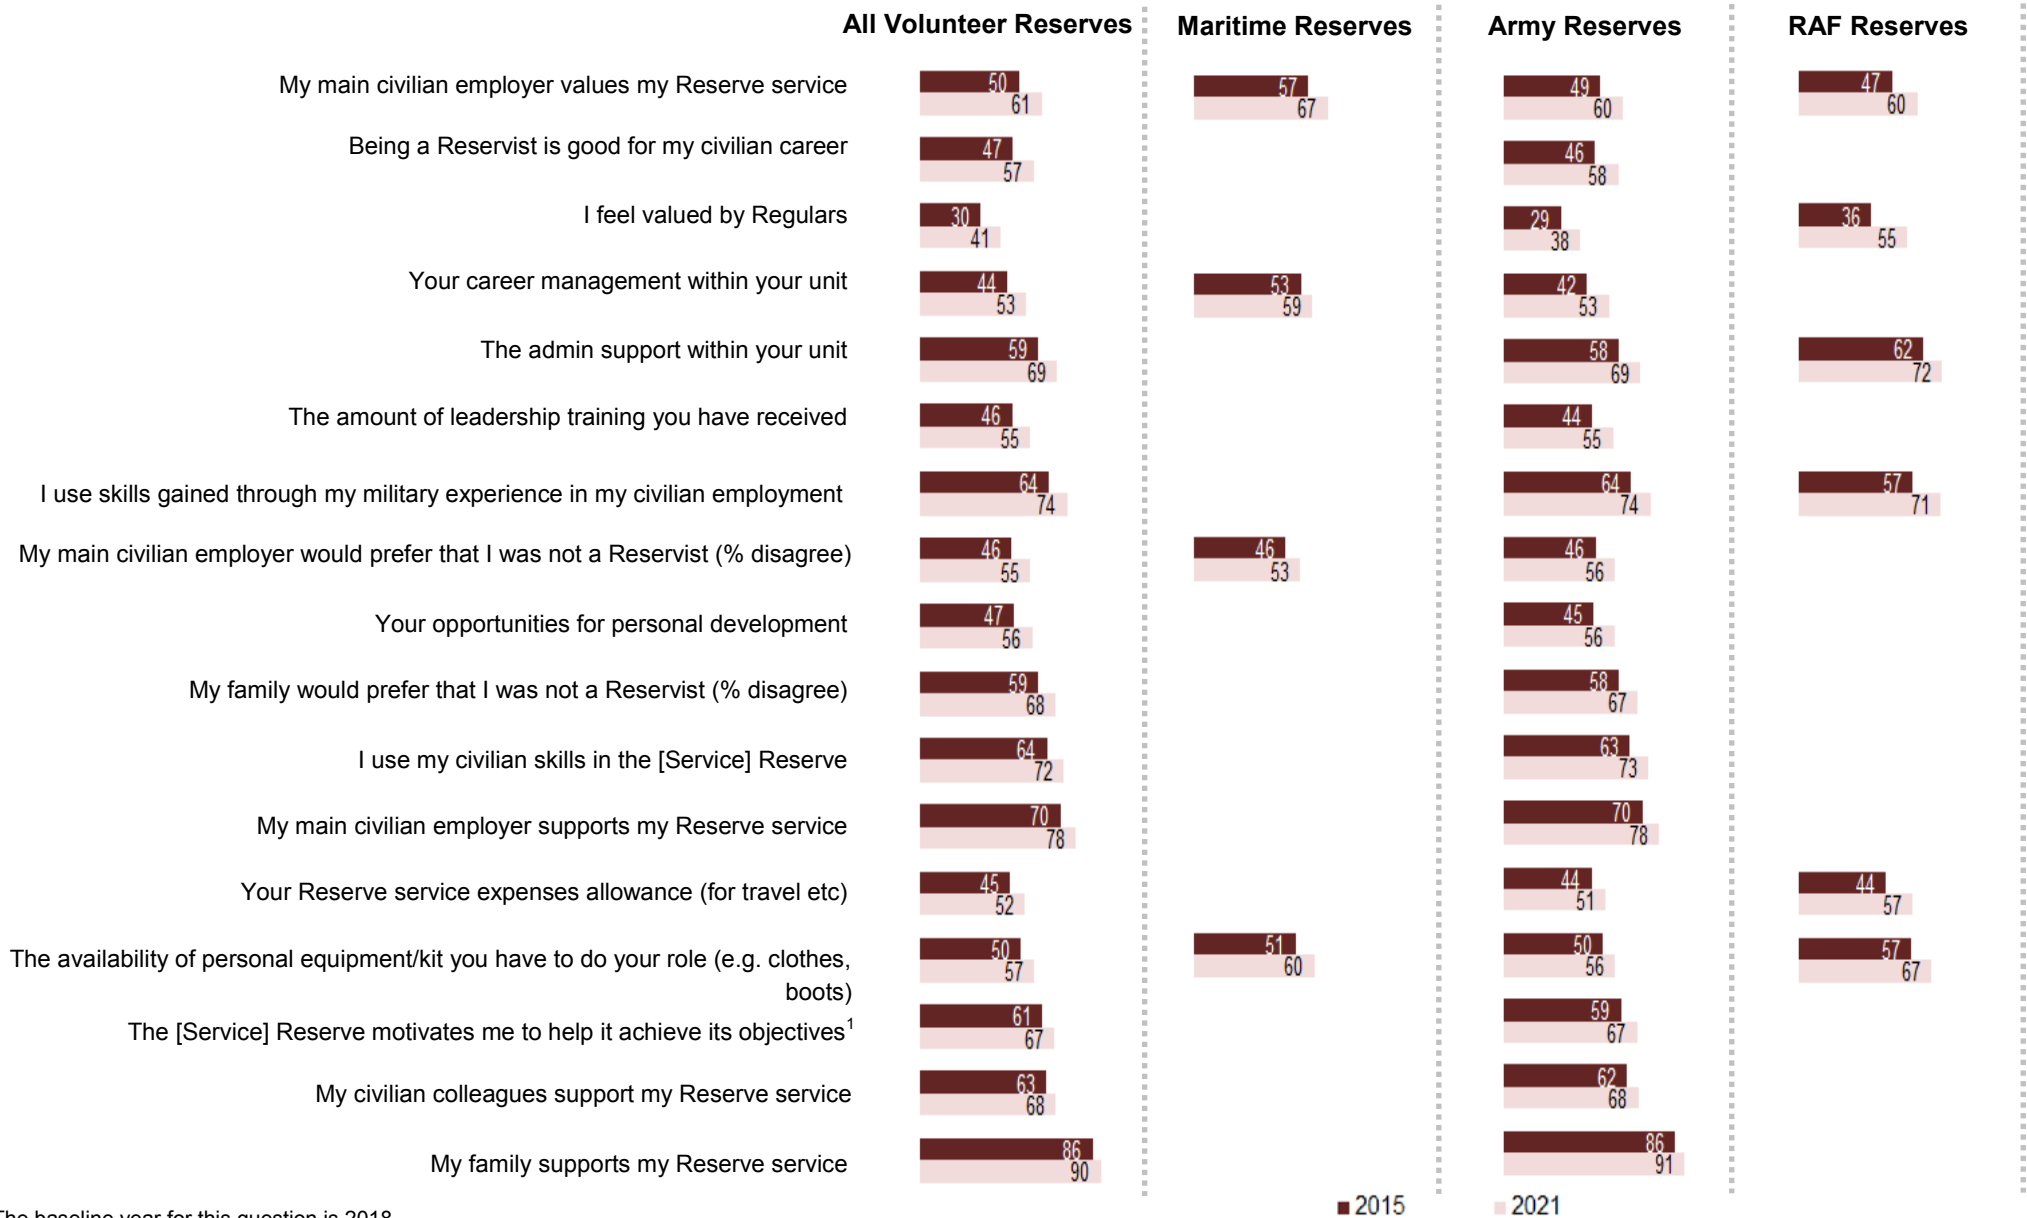 All Volunteer Reserves Maritime Reserves Army Reserves RAF Reserves
My main civilian employer values my Reserve service 50 61 57 67 49 60 47 60
Being a Reservist is good for my civilian career 47 57 46 58
I feel valued by Regulars 30 41 29 38 36 55
Your career management within your unit 44 53 53 59 42 53
The admin support within your unit 59 69 58 69 62 72
The amount of leadership training you have received 46 55 44 55
I use skills gained through my military experience in my civilian employment 64 74 64 74 57 71
My main civilian employer would prefer that I was not a Reservist (% disagree) 46 55 46 53 46 56
Your opportunities for personal development 47 56 45 56
My family would prefer that I was not a Reservist (% disagree) 59 68 58 67
I use my civilian skills in the [Service] Reserve 64 72 63 73
My main civilian employer supports my Reserve service 70 78 70 78
Your Reserve service expenses allowance (for travel etc) 45 52 44 51 44 57
The availability of personal equipment/kit you have to do your role (e.g. clothes, 50 57 51 60 50 56 57 67
boots)
The [Service] Reserve motivates me to help it achieve its objectives¹ 61 67 59 67
My civilian colleagues support my Reserve service 63 68 62 68
My family supports my Reserve service 86 90 86 91
2015 2021